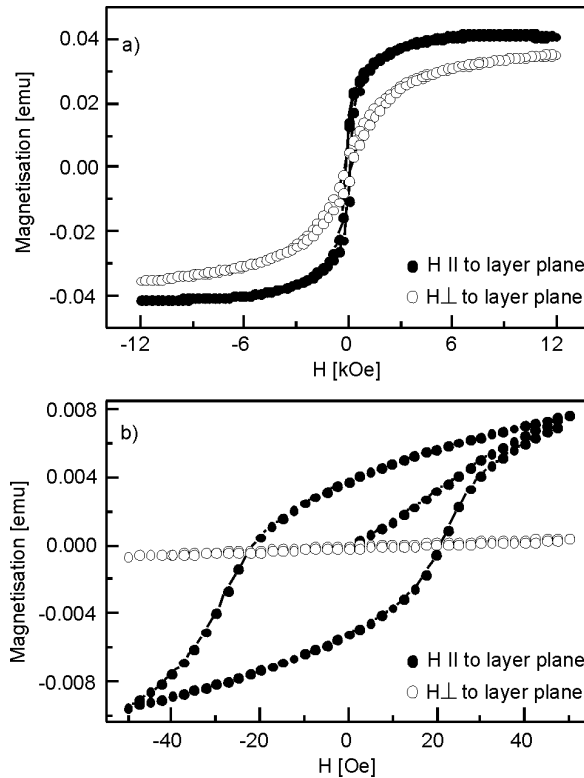 0.04
0.02
0.00
-0.02
-0.04
Magnetisation [emu]
a)
H II to layer plane
H⊥ to layer plane
-12
-6
0
6
12
H [kOe]
0.008
0.004
0.000
-0.004
-0.008
Magnetisation [emu]
b)
H II to layer plane
H⊥ to layer plane
-40
-20
0
20
40
H [Oe]